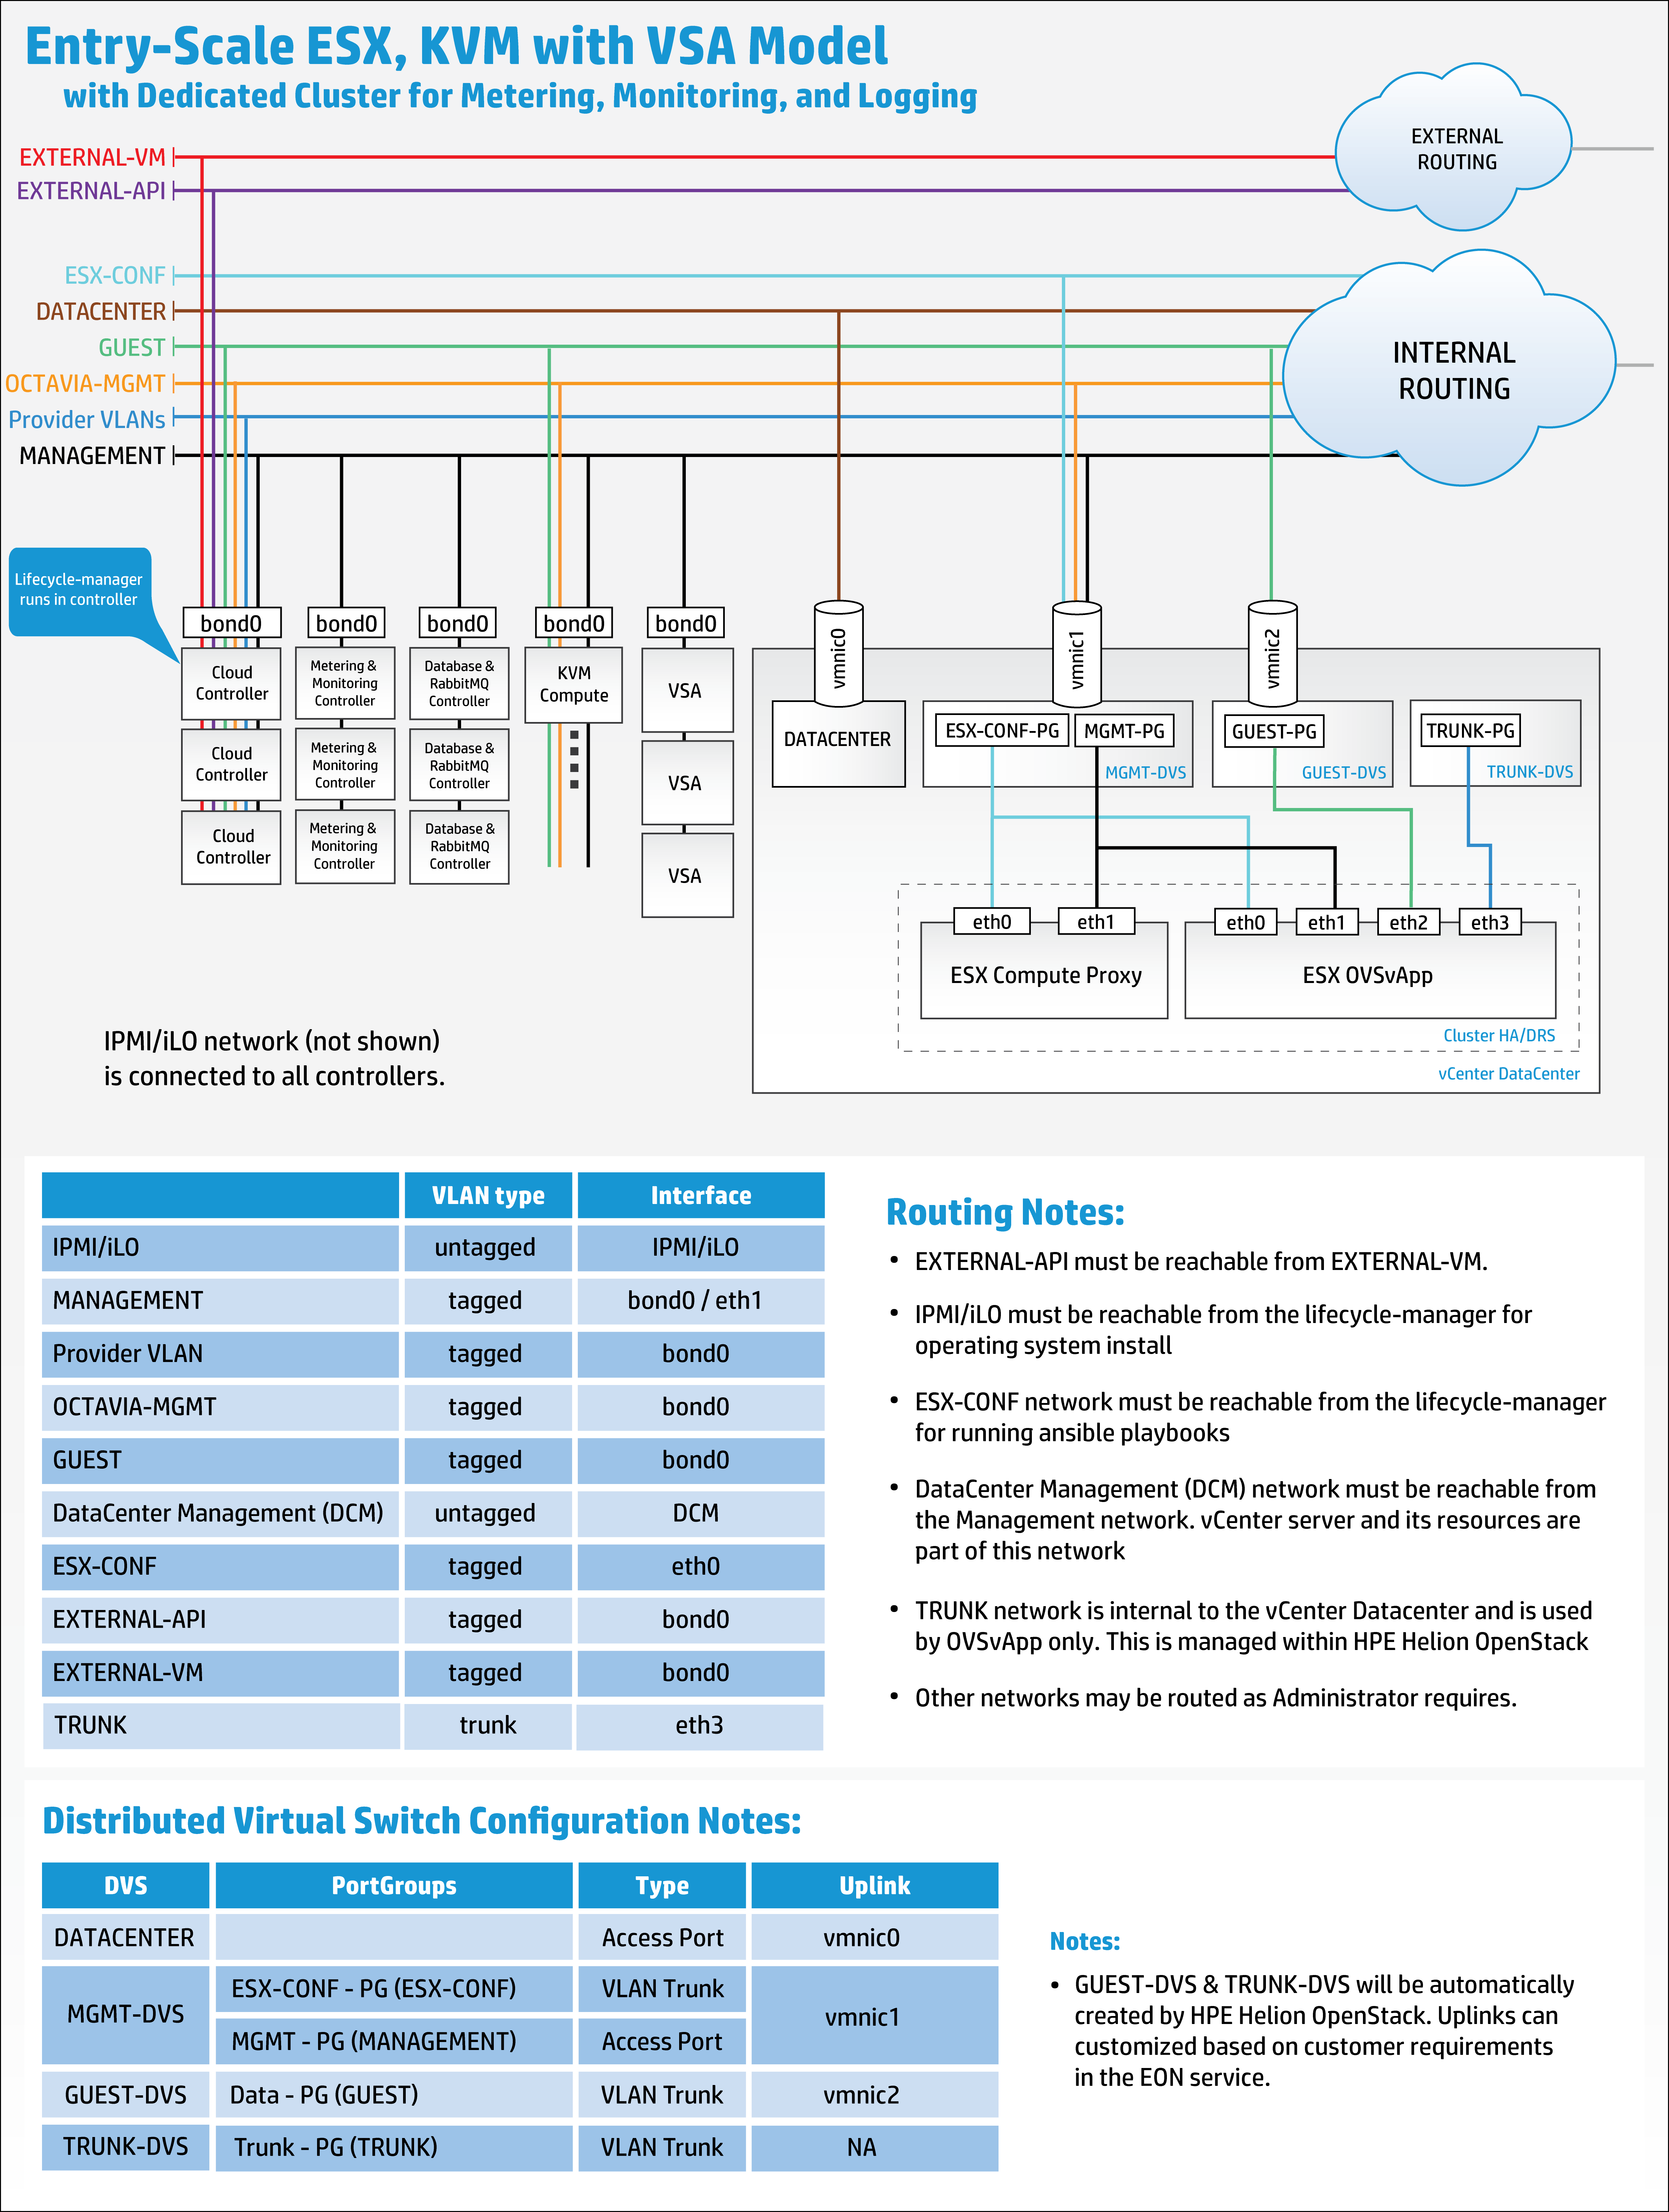 Entry-Scale ESX, KVM with VSA Model
with Dedicated Cluster for Metering, Monitoring, and Logging
EXTERNAL-VM
EXTERNAL-API
EXTERNAL
ROUTING
ESX-CONF
DATACENTER
GUEST
OCTAVIA-MGMT
Provider VLANs
MANAGEMENT
INTERNAL
ROUTING
Lifecycle-manager
runs in controller
bond0
bond0
bond0
bond0
bond0
vmnic0
vmnic1
vmnic2
Cloud
Controller
Cloud
Controller
Cloud
Controller
Metering &
Monitoring
Controller
Metering &
Monitoring
Controller
Metering &
Monitoring
Controller
Database &
RabbitMQ
Controller
Database &
RabbitMQ
Controller
Database &
RabbitMQ
Controller
KVM
Compute
VSA
VSA
VSA
DATACENTER
ESX-CONF-PG
MGMT-PG
MGMT-DVS
GUEST-PG
GUEST-DVS
TRUNK-PG
TRUNK-DVS
eth0
eth1
ESX Compute Proxy
eth0
eth1
eth2
eth3
ESX OVSvApp
Cluster HA/DRS
vCenter DataCenter
IPMI/iLO network (not shown)
is connected to all controllers.
VLAN type Interface
IPMI/iLO untagged IPMI/iLO
MANAGEMENT tagged bond0 / eth1
Provider VLAN tagged bond0
OCTAVIA-MGMT tagged bond0
GUEST tagged bond0
DataCenter Management (DCM) untagged DCM
ESX-CONF tagged eth0
EXTERNAL-API tagged bond0
EXTERNAL-VM tagged bond0
TRUNK trunk eth3
Routing Notes:
• EXTERNAL-API must be reachable from EXTERNAL-VM.
• IPMI/iLO must be reachable from the lifecycle-manager for
operating system install
• ESX-CONF network must be reachable from the lifecycle-manager
for running ansible playbooks
• DataCenter Management (DCM) network must be reachable from
the Management network. vCenter server and its resources are
part of this network
• TRUNK network is internal to the vCenter Datacenter and is used
by OVSvApp only. This is managed within HPE Helion OpenStack
• Other networks may be routed as Administrator requires.
Distributed Virtual Switch Configuration Notes:
DVS PortGroups Type Uplink
DATACENTER Access Port vmnic0
MGMT-DVS ESX-CONF - PG (ESX-CONF) VLAN Trunk vmnic1
MGMT - PG (MANAGEMENT) Access Port
GUEST-DVS Data - PG (GUEST) VLAN Trunk vmnic2
TRUNK-DVS Trunk - PG (TRUNK) VLAN Trunk NA
Notes:
• GUEST-DVS & TRUNK-DVS will be automatically
created by HPE Helion OpenStack. Uplinks can
customized based on customer requirements
in the EON service.